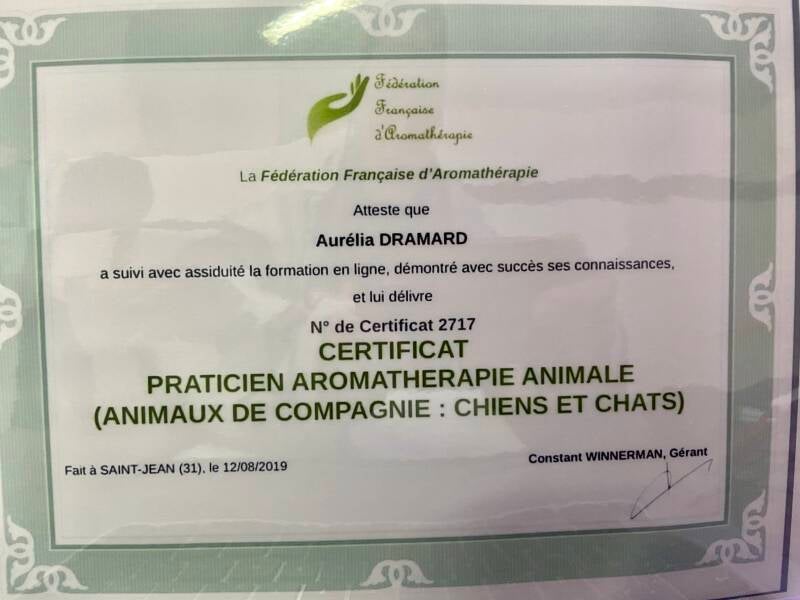 Fédération
Française
d'Aromathérapie
La Fédération Française d'Aromathérapie
Atteste que
Aurélia DRAMARD
a suivi avec assiduité la formation en ligne, démontré avec succès ses connaissances,
et lui délivre
N° de Certificat 2717
CERTIFICAT
PRATICIEN AROMATHERAPIE ANIMALE
(ANIMAUX DE COMPAGNIE : CHIENS ET CHATS)
Fait à SAINT-JEAN (31), le 12/08/2019
Constant WINNERMAN, Gérant